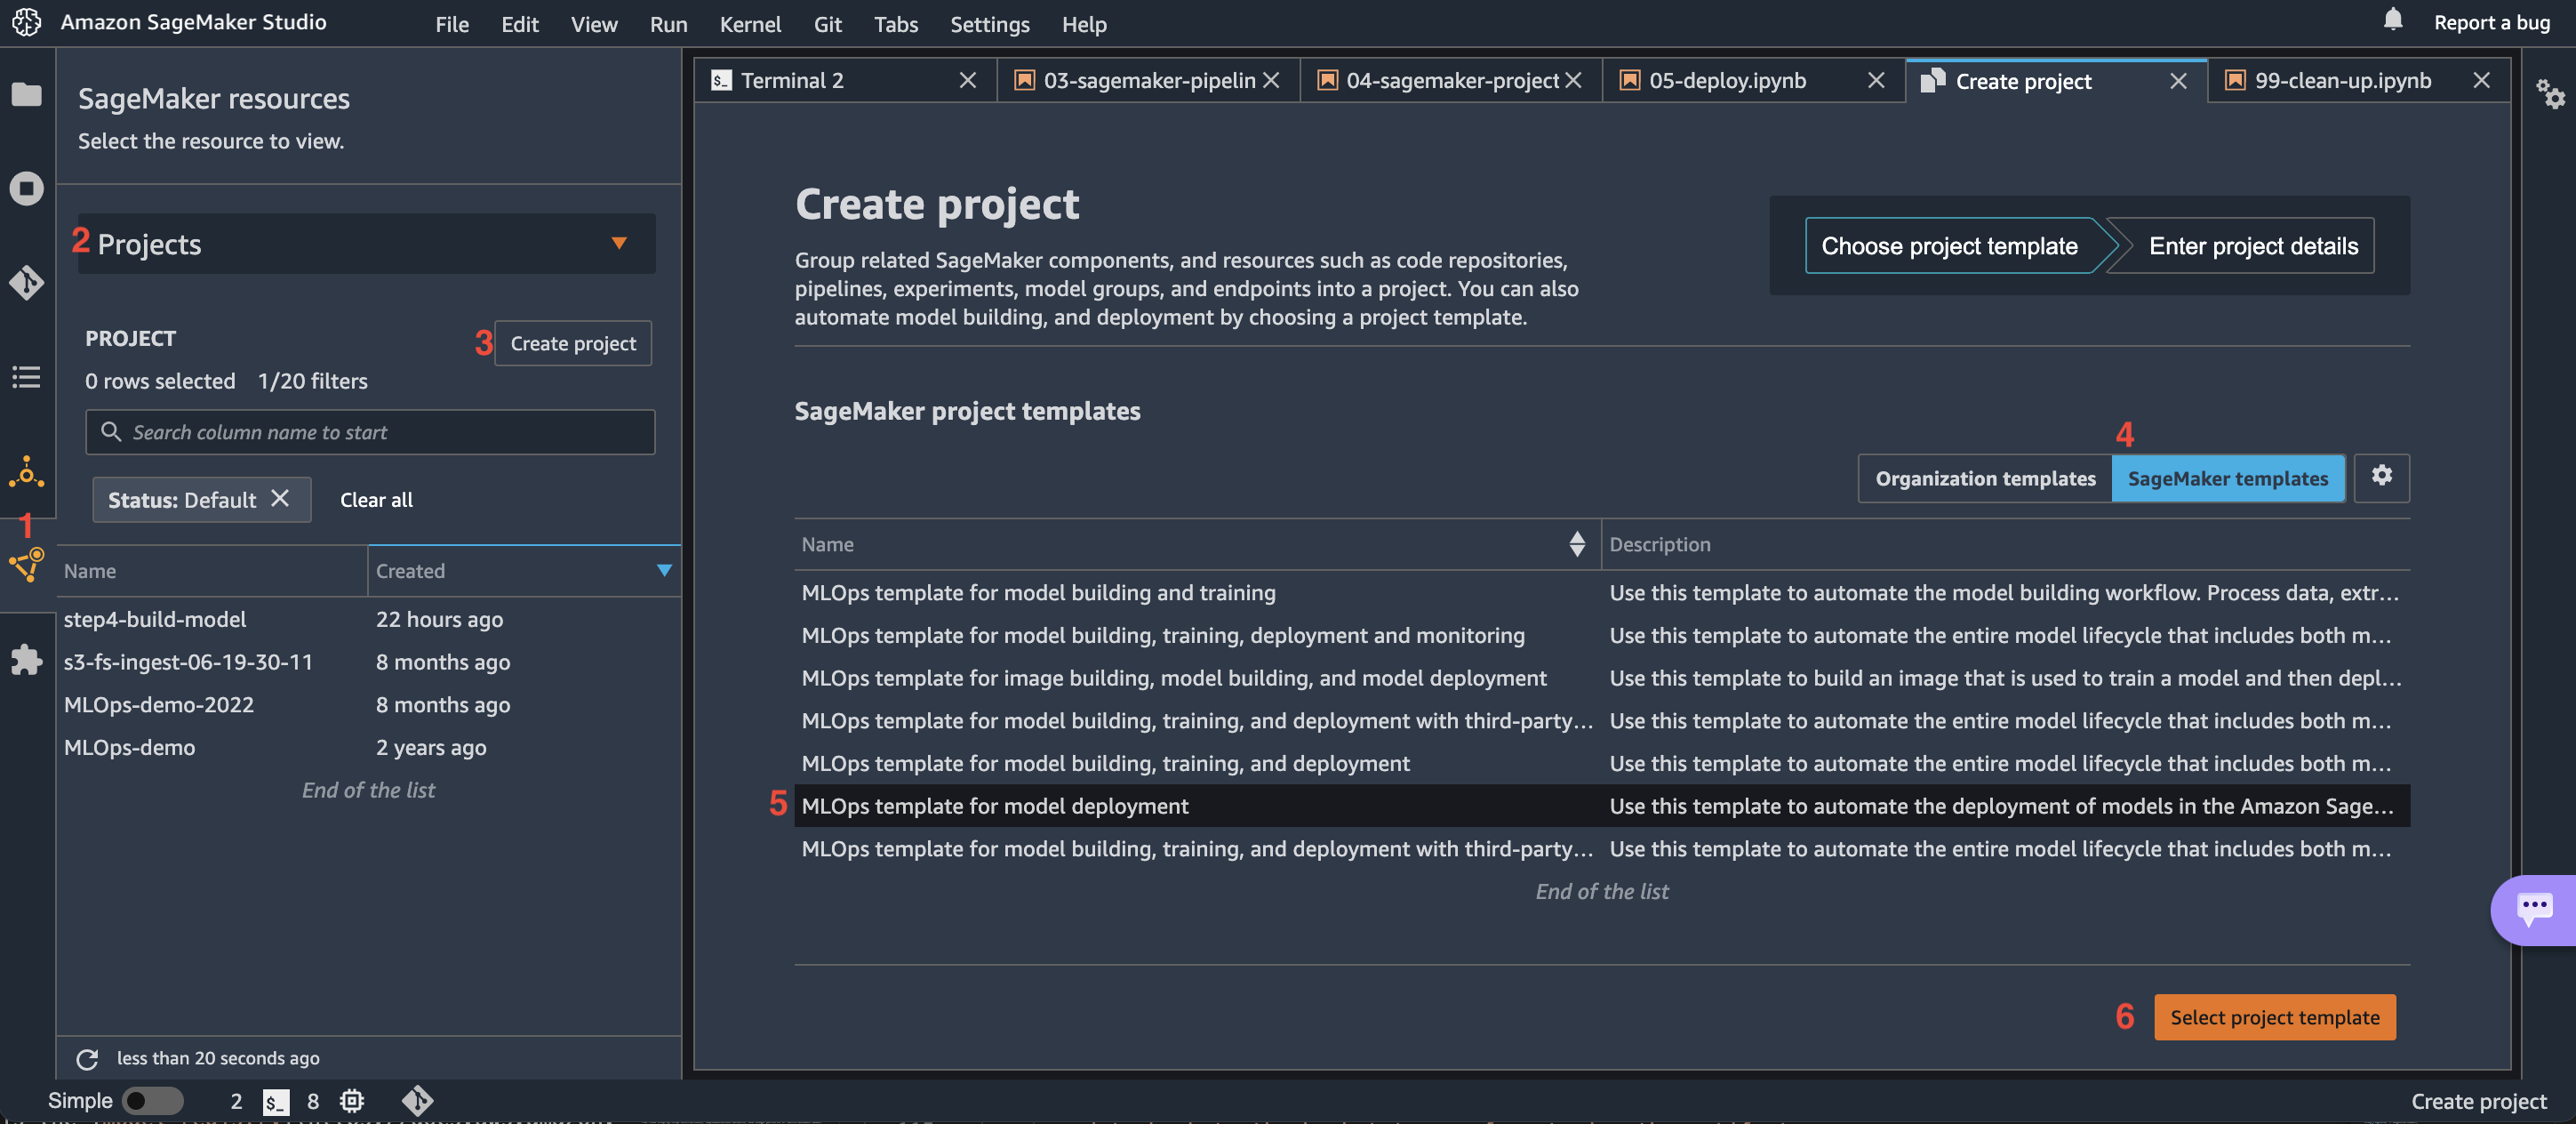 Amazon SageMaker Studio
File Edit View Run Kernel Git Tabs Settings Help
Report a bug
SageMaker resources
Select the resource to view.
2 Projects
PROJECT
3 Create project
0 rows selected 1/20 filters
Search column name to start
Status: Default
Clear all
1
Name Created
step4-build-model 22 hours ago
s3-fs-ingest-06-19-30-11 8 months ago
MLOps-demo-2022 8 months ago
MLOps-demo 2 years ago
End of the list
less than 20 seconds ago
$_ Terminal 2
03-sagemaker-pipelin
04-sagemaker-project
05-deploy.ipynb
Create project
99-clean-up.ipynb
Create project
Group related SageMaker components, and resources such as code repositories,
pipelines, experiments, model groups, and endpoints into a project. You can also
automate model building, and deployment by choosing a project template.
Choose project template
Enter project details
SageMaker project templates
4
Organization templates SageMaker templates
Name Description
MLOps template for model building and training Use this template to automate the model building workflow. Process data, extr...
MLOps template for model building, training, deployment and monitoring Use this template to automate the entire model lifecycle that includes both m...
MLOps template for image building, model building, and model deployment Use this template to build an image that is used to train a model and then depl...
MLOps template for model building, training, and deployment with third-party... Use this template to automate the entire model lifecycle that includes both m...
MLOps template for model building, training, and deployment Use this template to automate the entire model lifecycle that includes both m...
5 MLOps template for model deployment Use this template to automate the deployment of models in the Amazon Sage...
MLOps template for model building, training, and deployment with third-party... Use this template to automate the entire model lifecycle that includes both m...
End of the list
6 Select project template
Simple 2 $_ 8
Create project